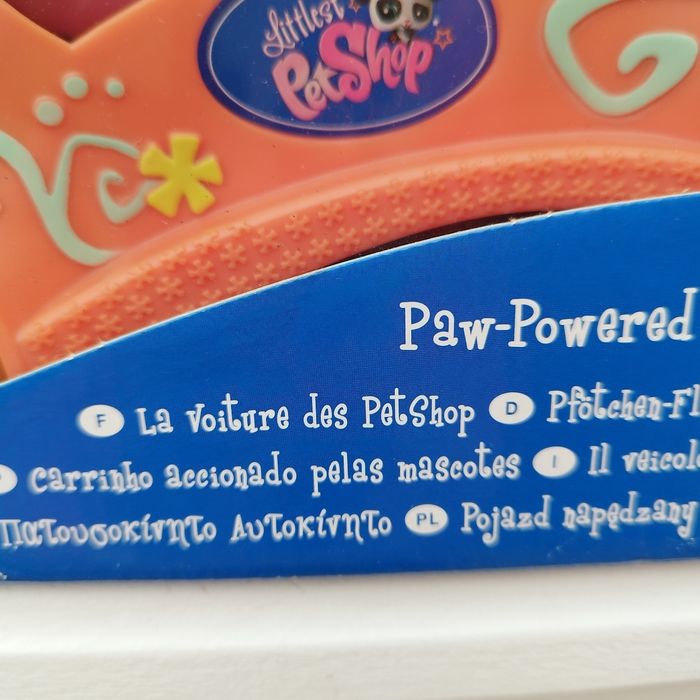 Littlest
PetShop
Paw-Powered
F La Voiture des PetShop D Pfötchen-Fl
P Carrinho accionado pelas mascotes I Il veicolo
Πατουσοκίνητο Αυτοκίνητο PL Pojazd napędzany